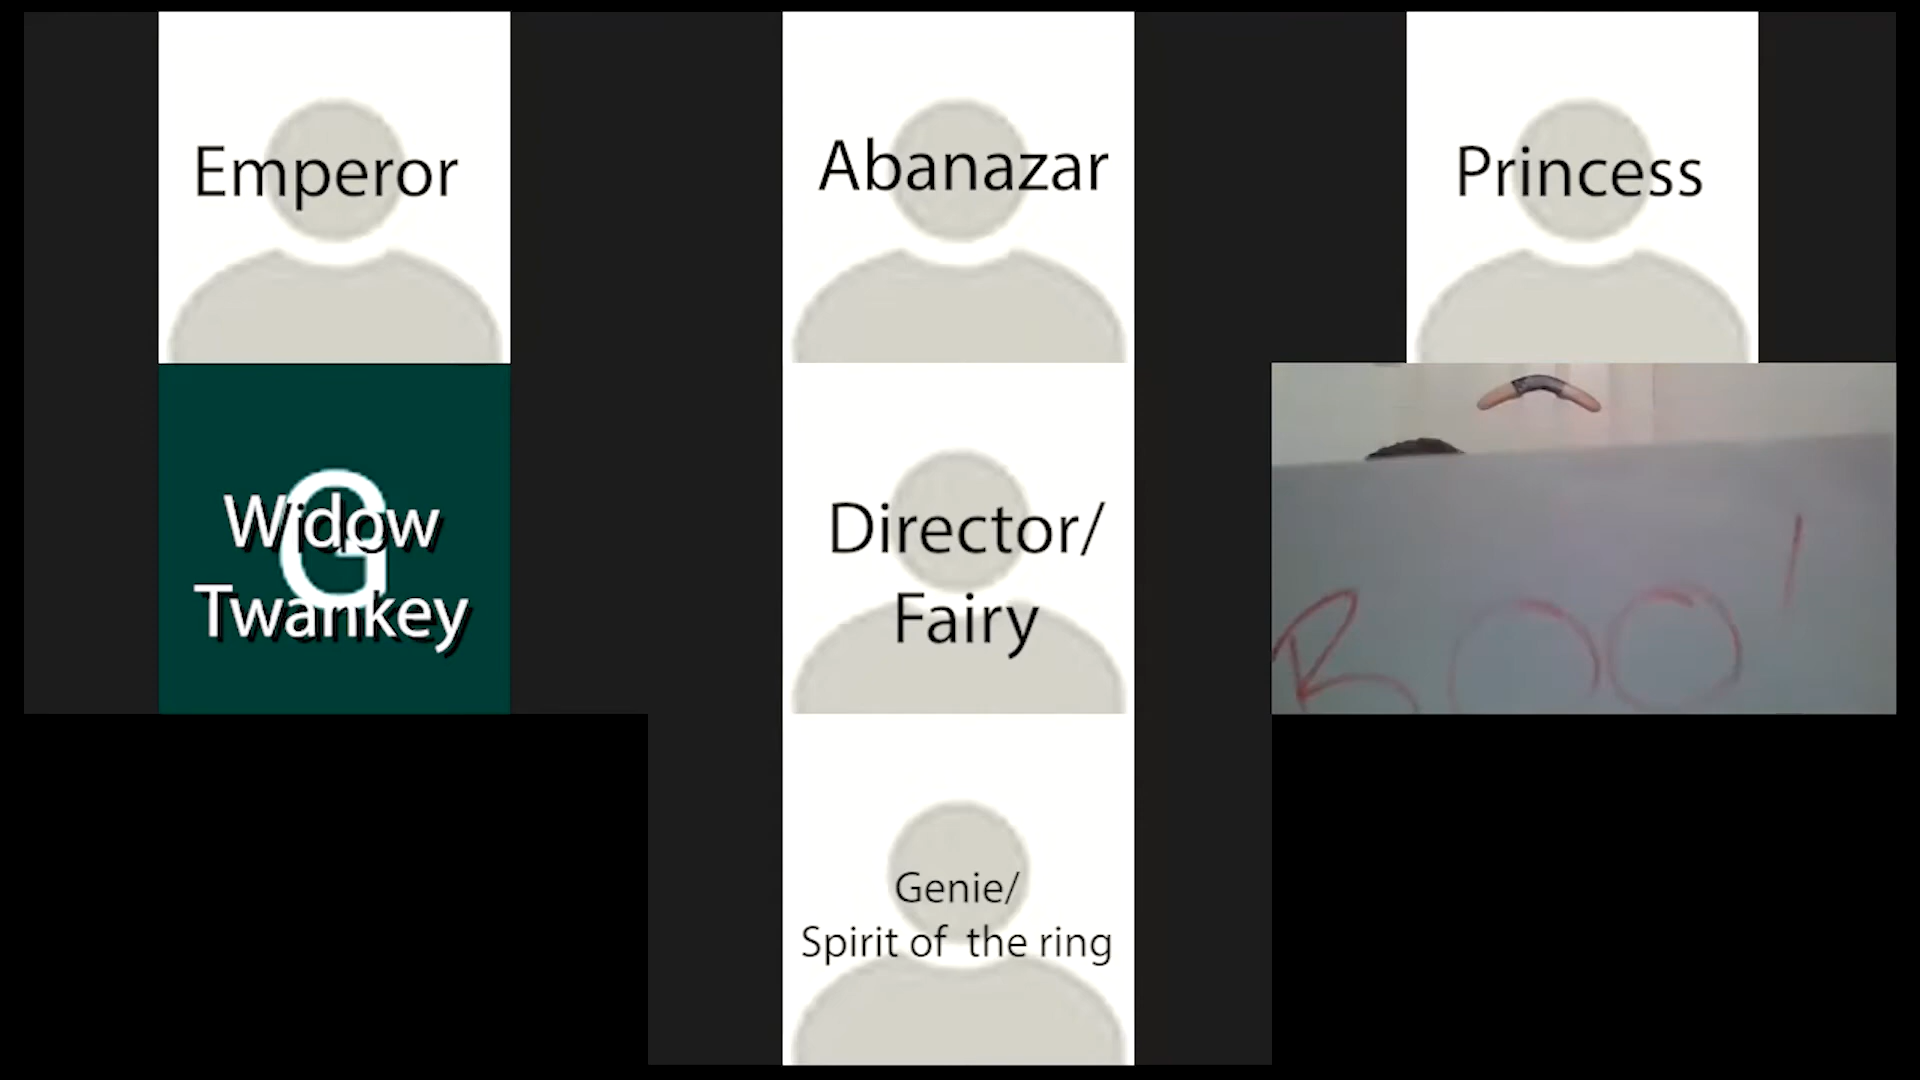 Emperor
Abanazar
Princess
G
Widow
Twankey
Director/
Fairy
BOO!
Genie/
Spirit of the ring